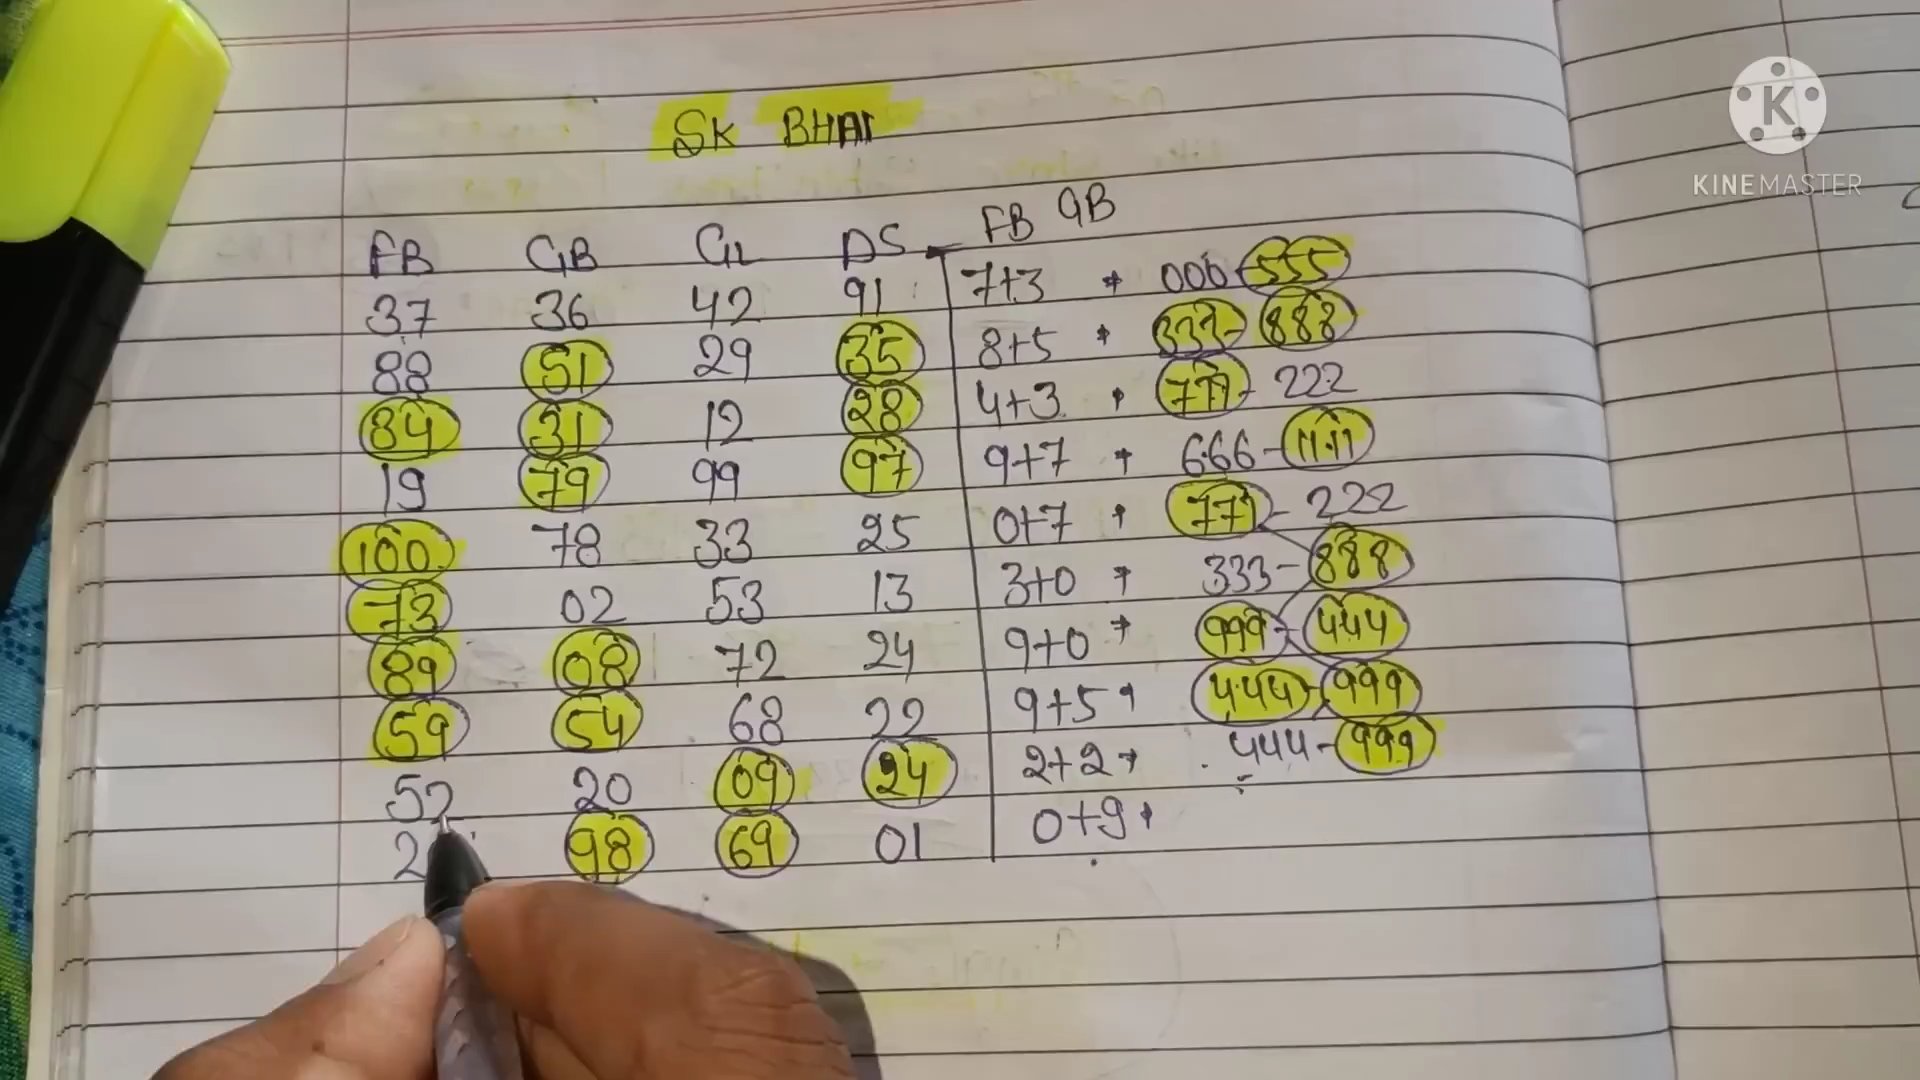 SK BHAI
KINEMASTER
FB GB GL DS FB GB
37 36 42 91 7+3 000-555
88 51 29 35 8+5 333-888
84 31 12 28 4+3 777-222
19 79 99 97 9+7 666-1111
100 78 33 25 0+7 777-222
73 02 53 13 3+0 333-888
89 08 72 24 9+0 999-444
59 54 68 22 9+5 444-999
52 20 09 24 2+2 444-999
98 69 01 0+9